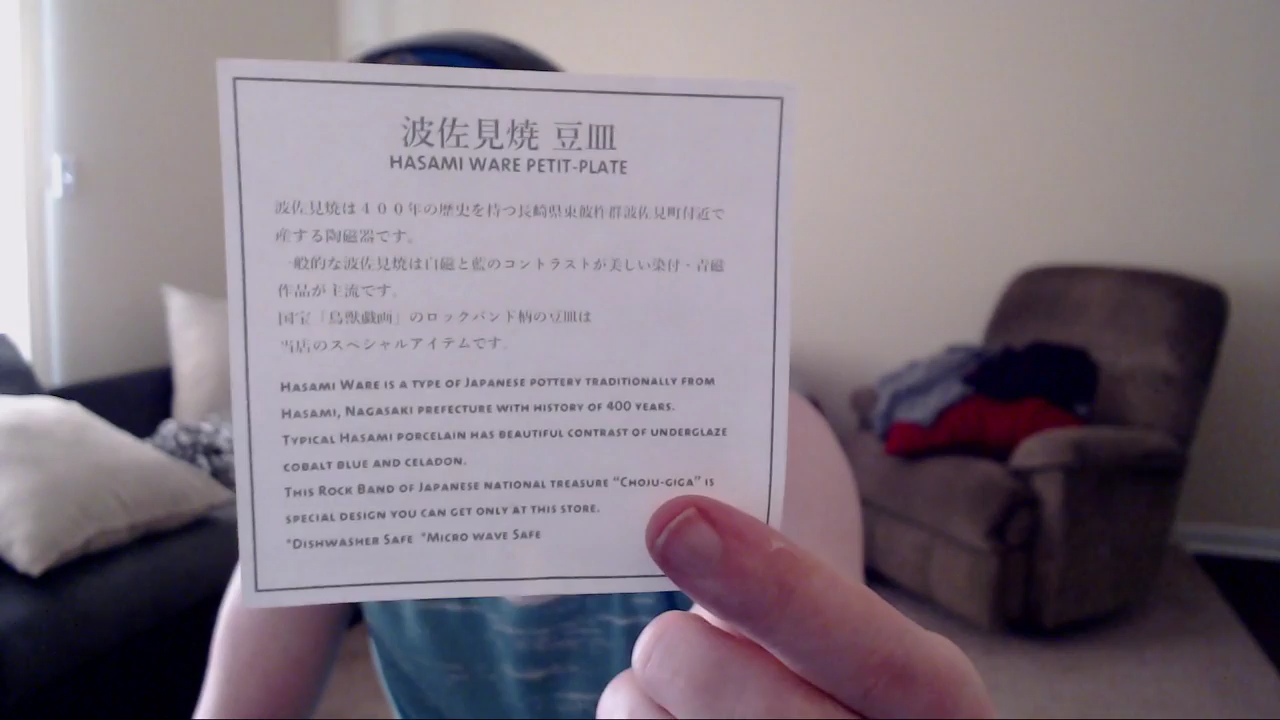 波佐見焼 豆皿
HASAMI WARE PETIT-PLATE
波佐見焼は４００年の歴史を持つ長崎県東彼杵群波佐見町付近で
産する陶磁器です。
一般的な波佐見焼は白磁と藍のコントラストが美しい染付・青磁
作品が主流です。
国宝「鳥獣戯画」のロックバンド柄の豆皿は
当店のスペシャルアイテムです。
HASAMI WARE IS A TYPE OF JAPANESE POTTERY TRADITIONALLY FROM
HASAMI, NAGASAKI PREFECTURE WITH HISTORY OF 400 YEARS.
TYPICAL HASAMI PORCELAIN HAS BEAUTIFUL CONTRAST OF UNDERGLAZE
COBALT BLUE AND CELADON.
THIS ROCK BAND OF JAPANESE NATIONAL TREASURE “CHOJU-GIGA” IS
SPECIAL DESIGN YOU CAN GET ONLY AT THIS STORE.
*DISHWASHER SAFE *MICRO WAVE SAFE